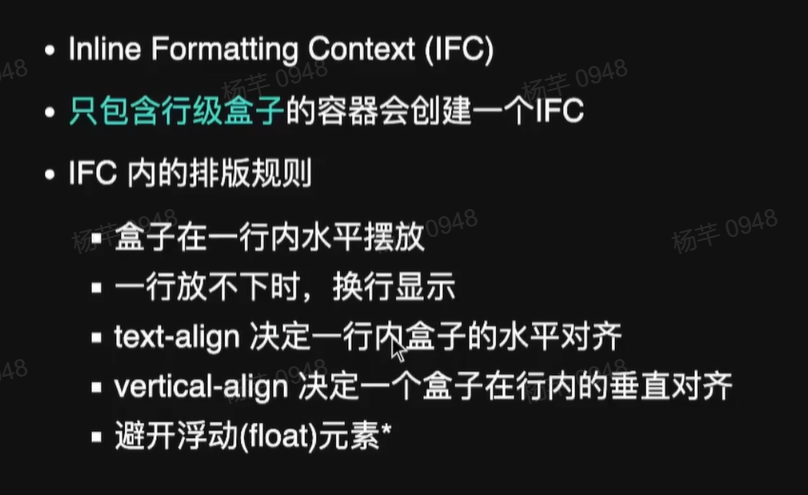 Inline Formatting Context (IFC)
只包含行级盒子的容器会创建一个IFC
IFC 内的排版规则
盒子在一行内水平摆放
一行放不下时，换行显示
text-align 决定一行内盒子的水平对齐
vertical-align 决定一个盒子在行内的垂直对齐
避开浮动(float)元素*
杨芊 0948
杨芊 0948
杨芊 0948
0948
杨芊 0948
0948
0948